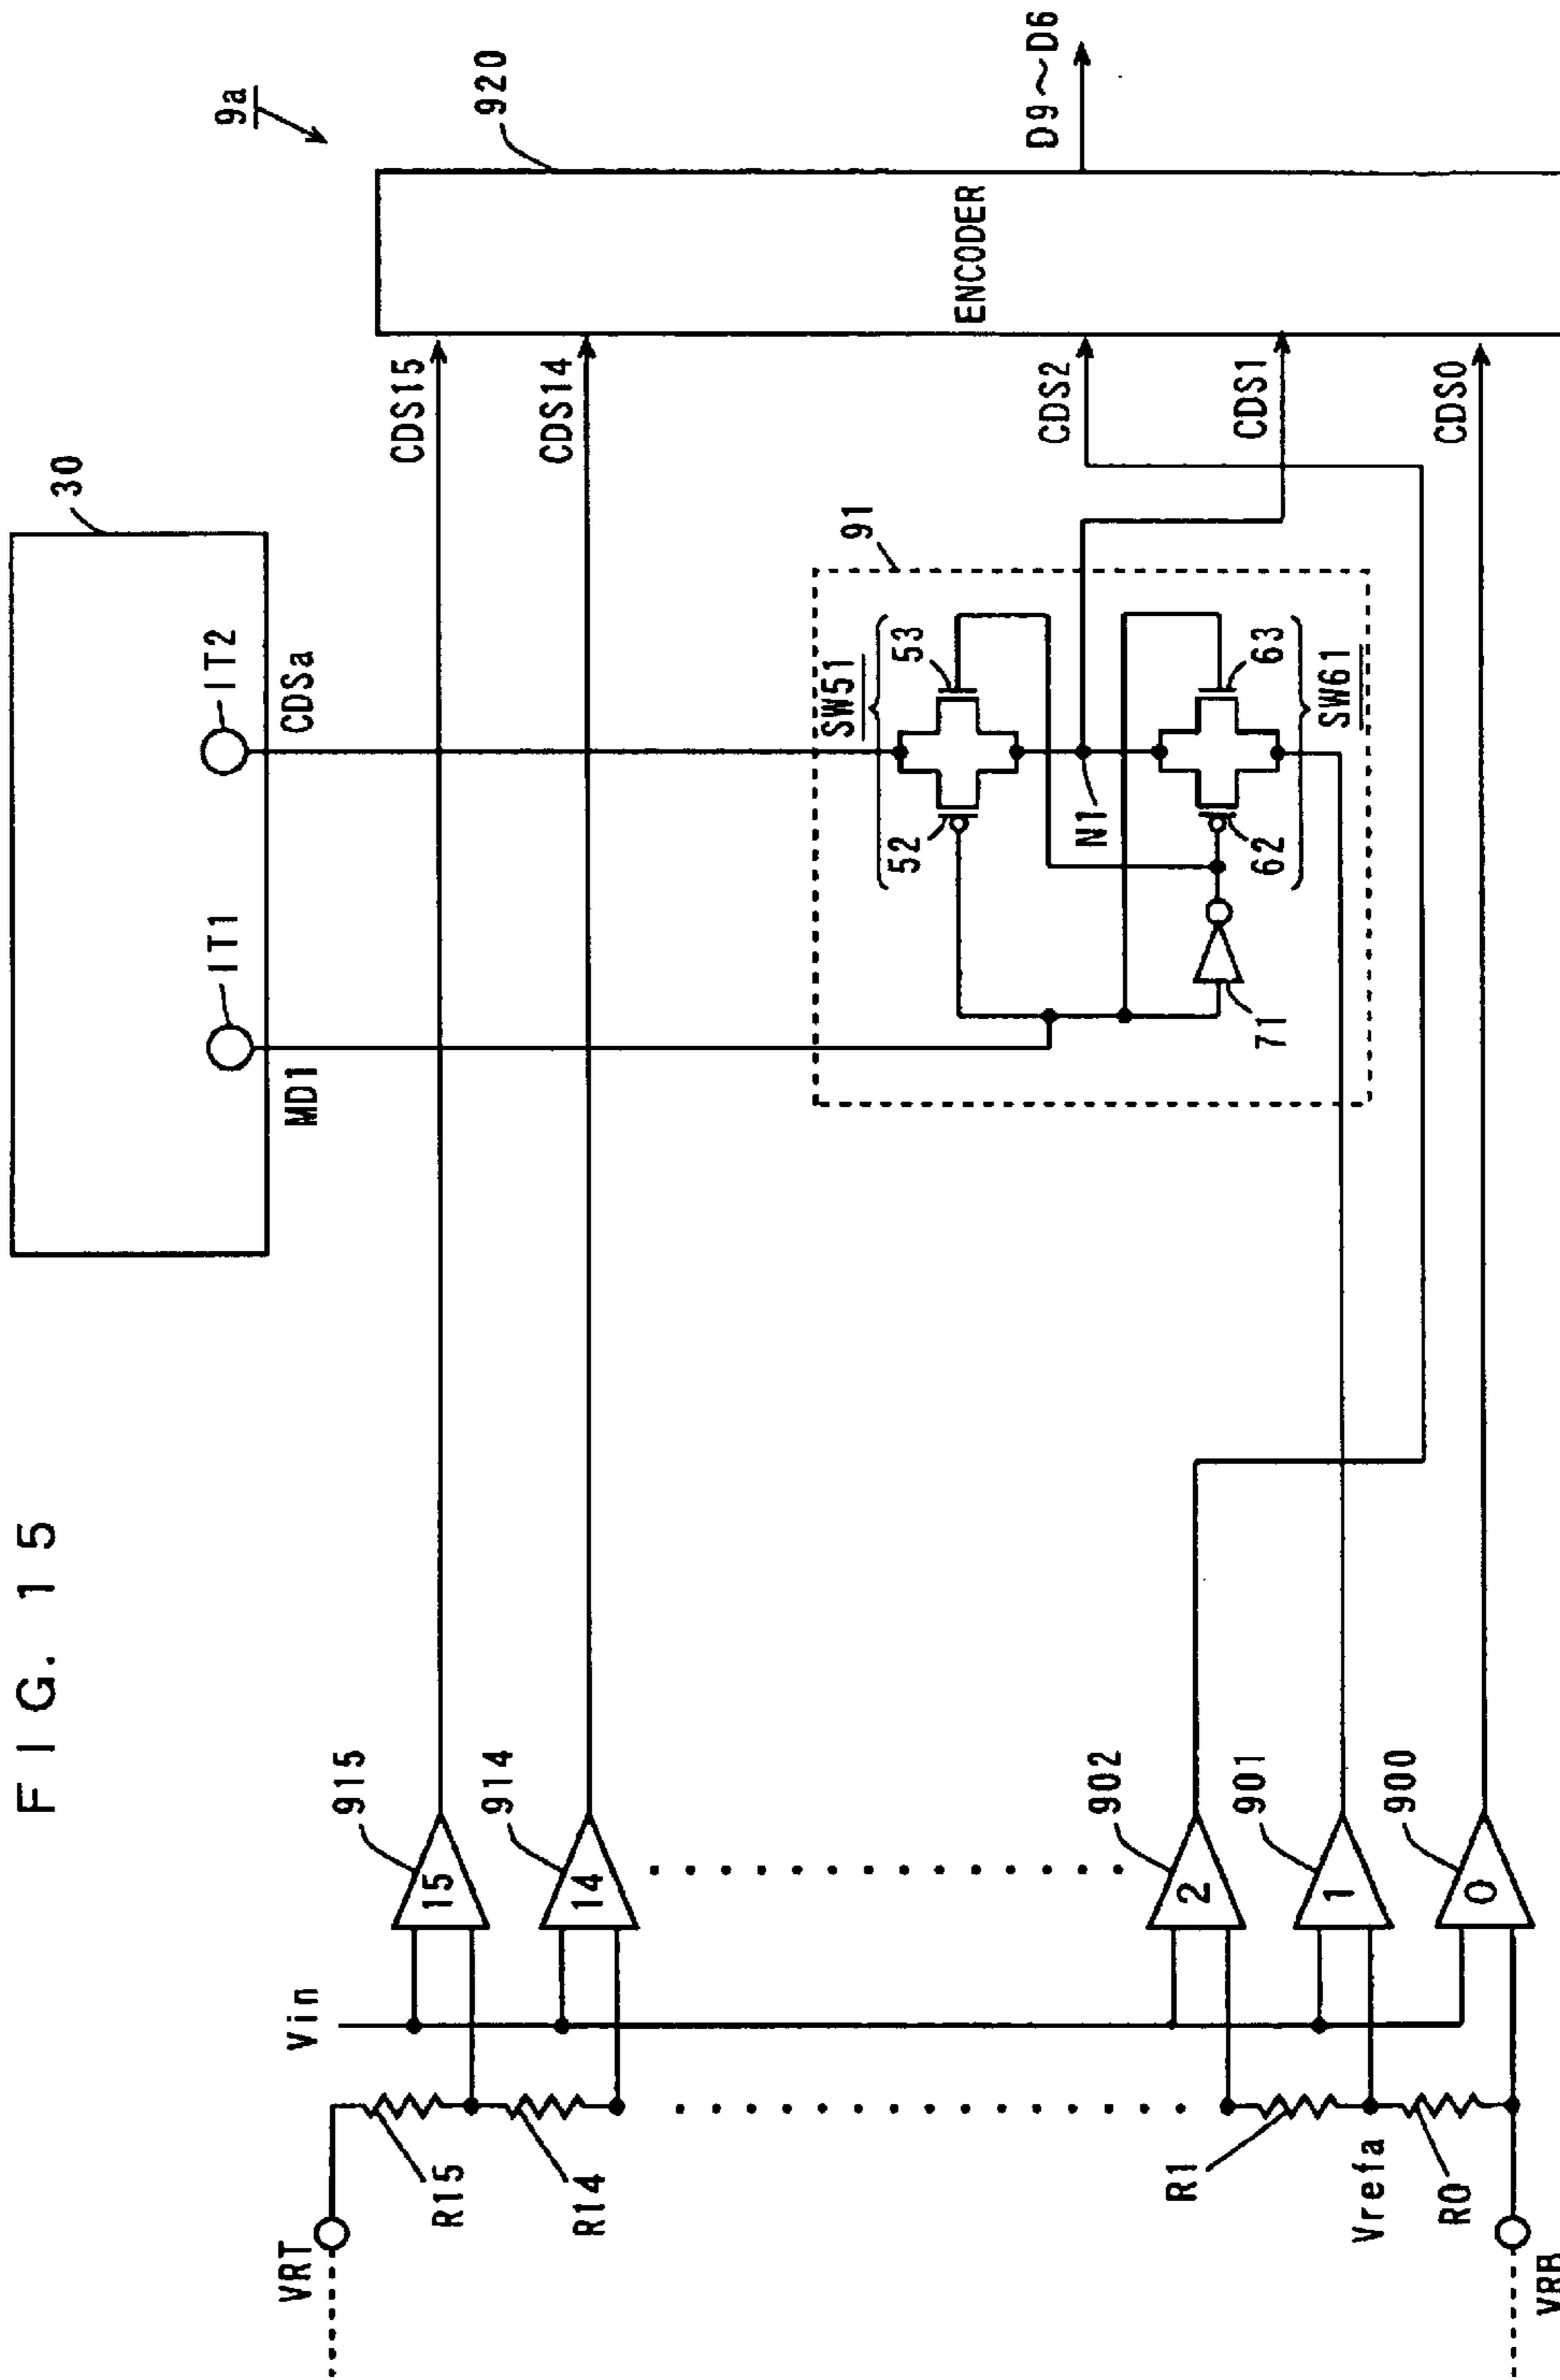 FIG. 15
30
IT1
IT2
MD1
CDSa
9a
920
VRT
Vin
R15
R14
915
15
914
14
CDS15
CDS14
ENCODER
D9~D6
91
SW51
52
53
N1
71
62
63
SW61
CDS2
CDS1
CDS0
902
2
901
1
900
0
R1
Vrefa
R0
VRB